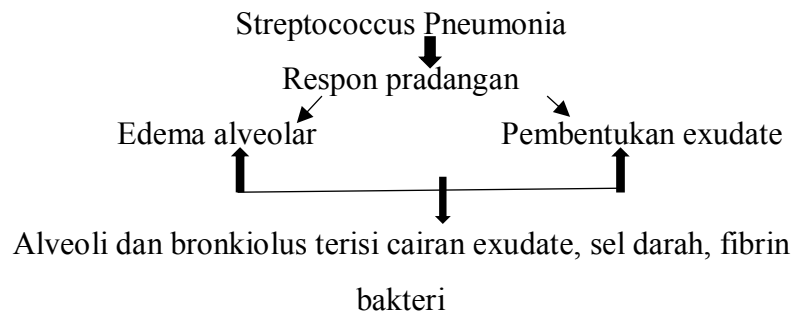 Streptococcus Pneumonia
Respon pradangan
Edema alveolar
Pembentukan exudate
Alveoli dan bronkiolus terisi cairan exudate, sel darah, fibrin
bakteri